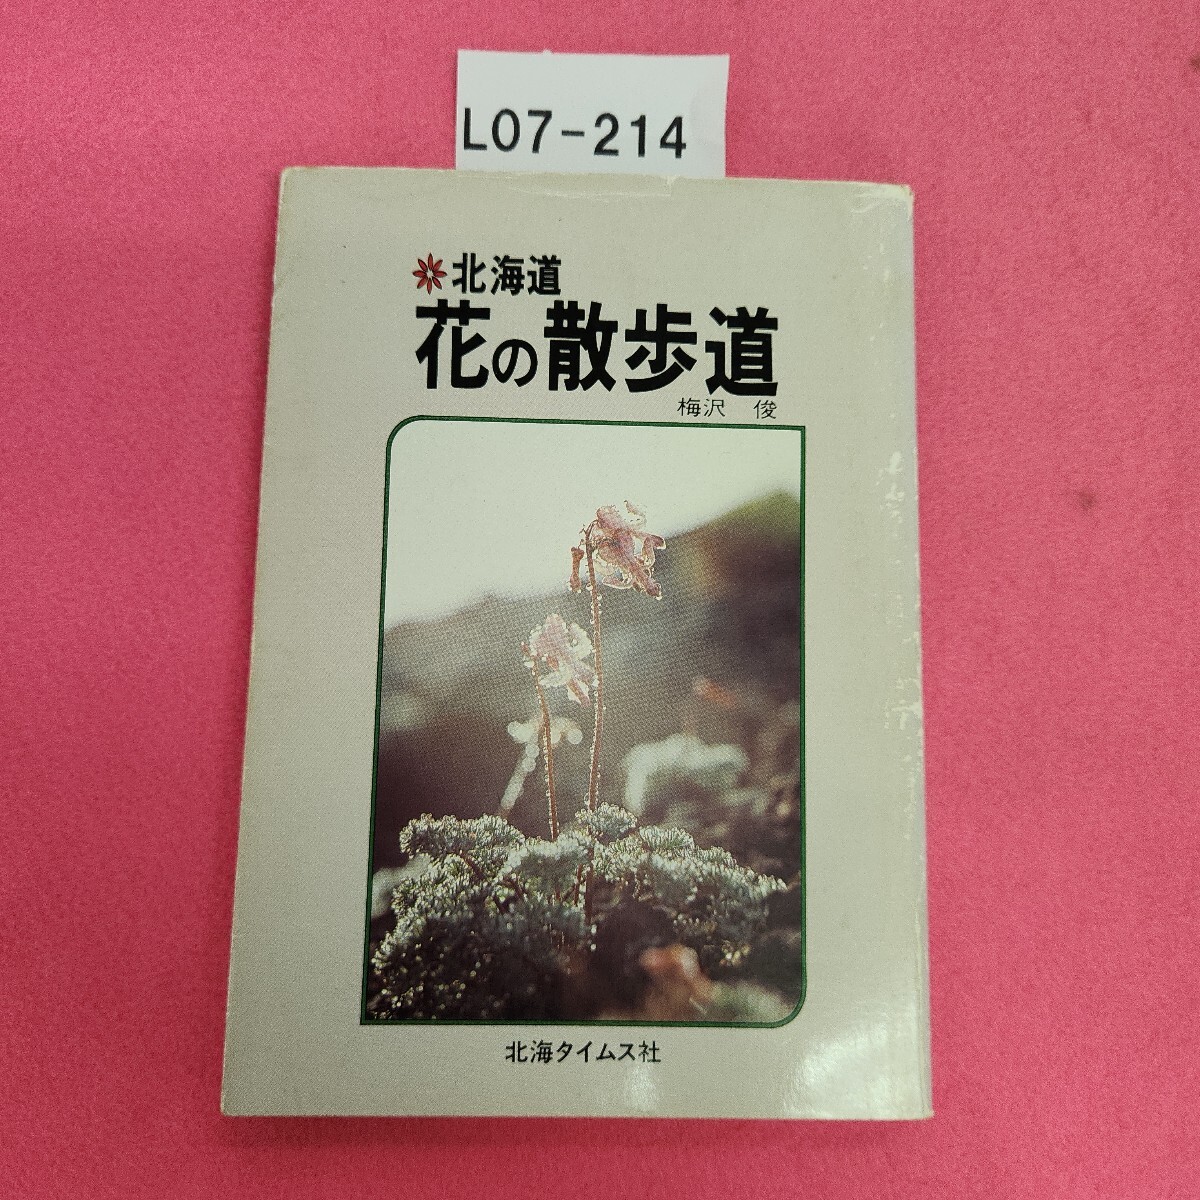 L07-214
北海道
花の散歩道
梅沢 俊
北海タイムス社